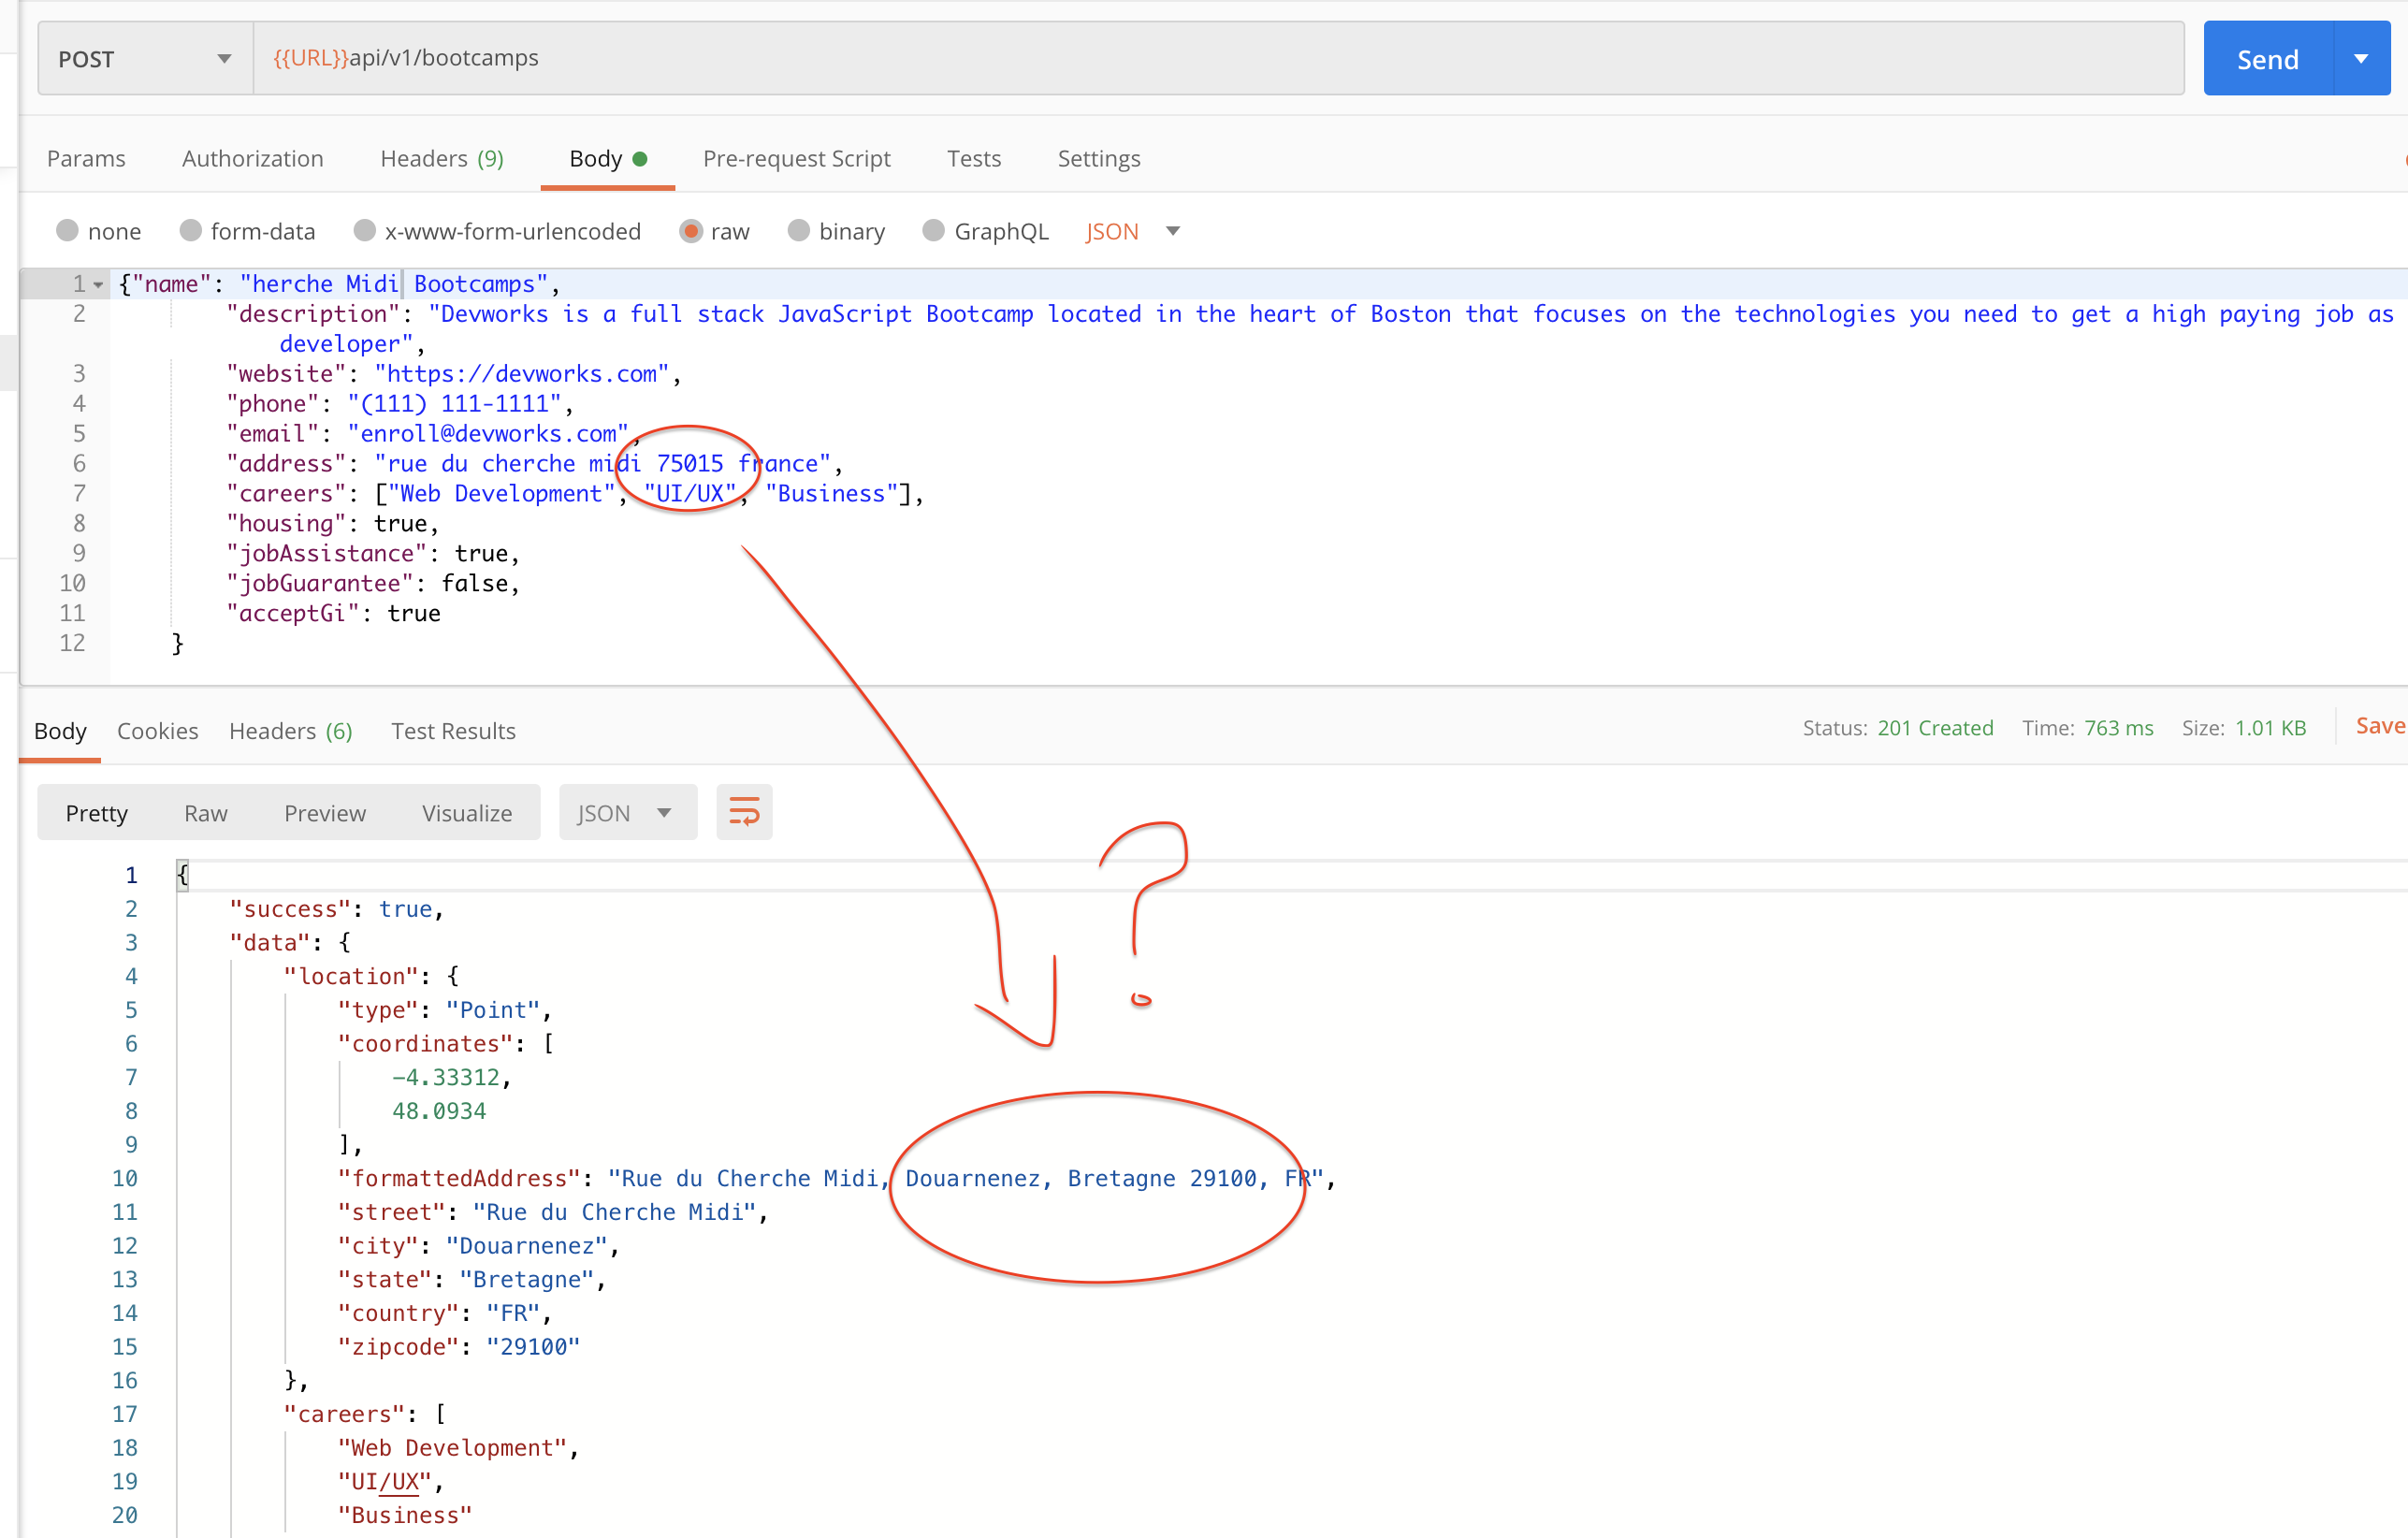 POST {{URL}}api/v1/bootcamps Send
Params Authorization Headers (9) Body Pre-request Script Tests Settings
none form-data x-www-form-urlencoded raw binary GraphQL JSON
1 {"name": "herche Midi Bootcamps",
2 "description": "Devworks is a full stack JavaScript Bootcamp located in the heart of Boston that focuses on the technologies you need to get a high paying job as
developer",
3 "website": "https://devworks.com",
4 "phone": "(111) 111-1111",
5 "email": "enroll@devworks.com",
6 "address": "rue du cherche midi 75015 france",
7 "careers": ["Web Development", "UI/UX", "Business"],
8 "housing": true,
9 "jobAssistance": true,
10 "jobGuarantee": false,
11 "acceptGi": true
12 }
Body Cookies Headers (6) Test Results Status: 201 Created Time: 763 ms Size: 1.01 KB Save
Pretty Raw Preview Visualize JSON
?
1 {
2 "success": true,
3 "data": {
4 "location": {
5 "type": "Point",
6 "coordinates": [
7 -4.33312,
8 48.0934
9 ],
10 "formattedAddress": "Rue du Cherche Midi, Douarnenez, Bretagne 29100, FR",
11 "street": "Rue du Cherche Midi",
12 "city": "Douarnenez",
13 "state": "Bretagne",
14 "country": "FR",
15 "zipcode": "29100"
16 },
17 "careers": [
18 "Web Development",
19 "UI/UX",
20 "Business"